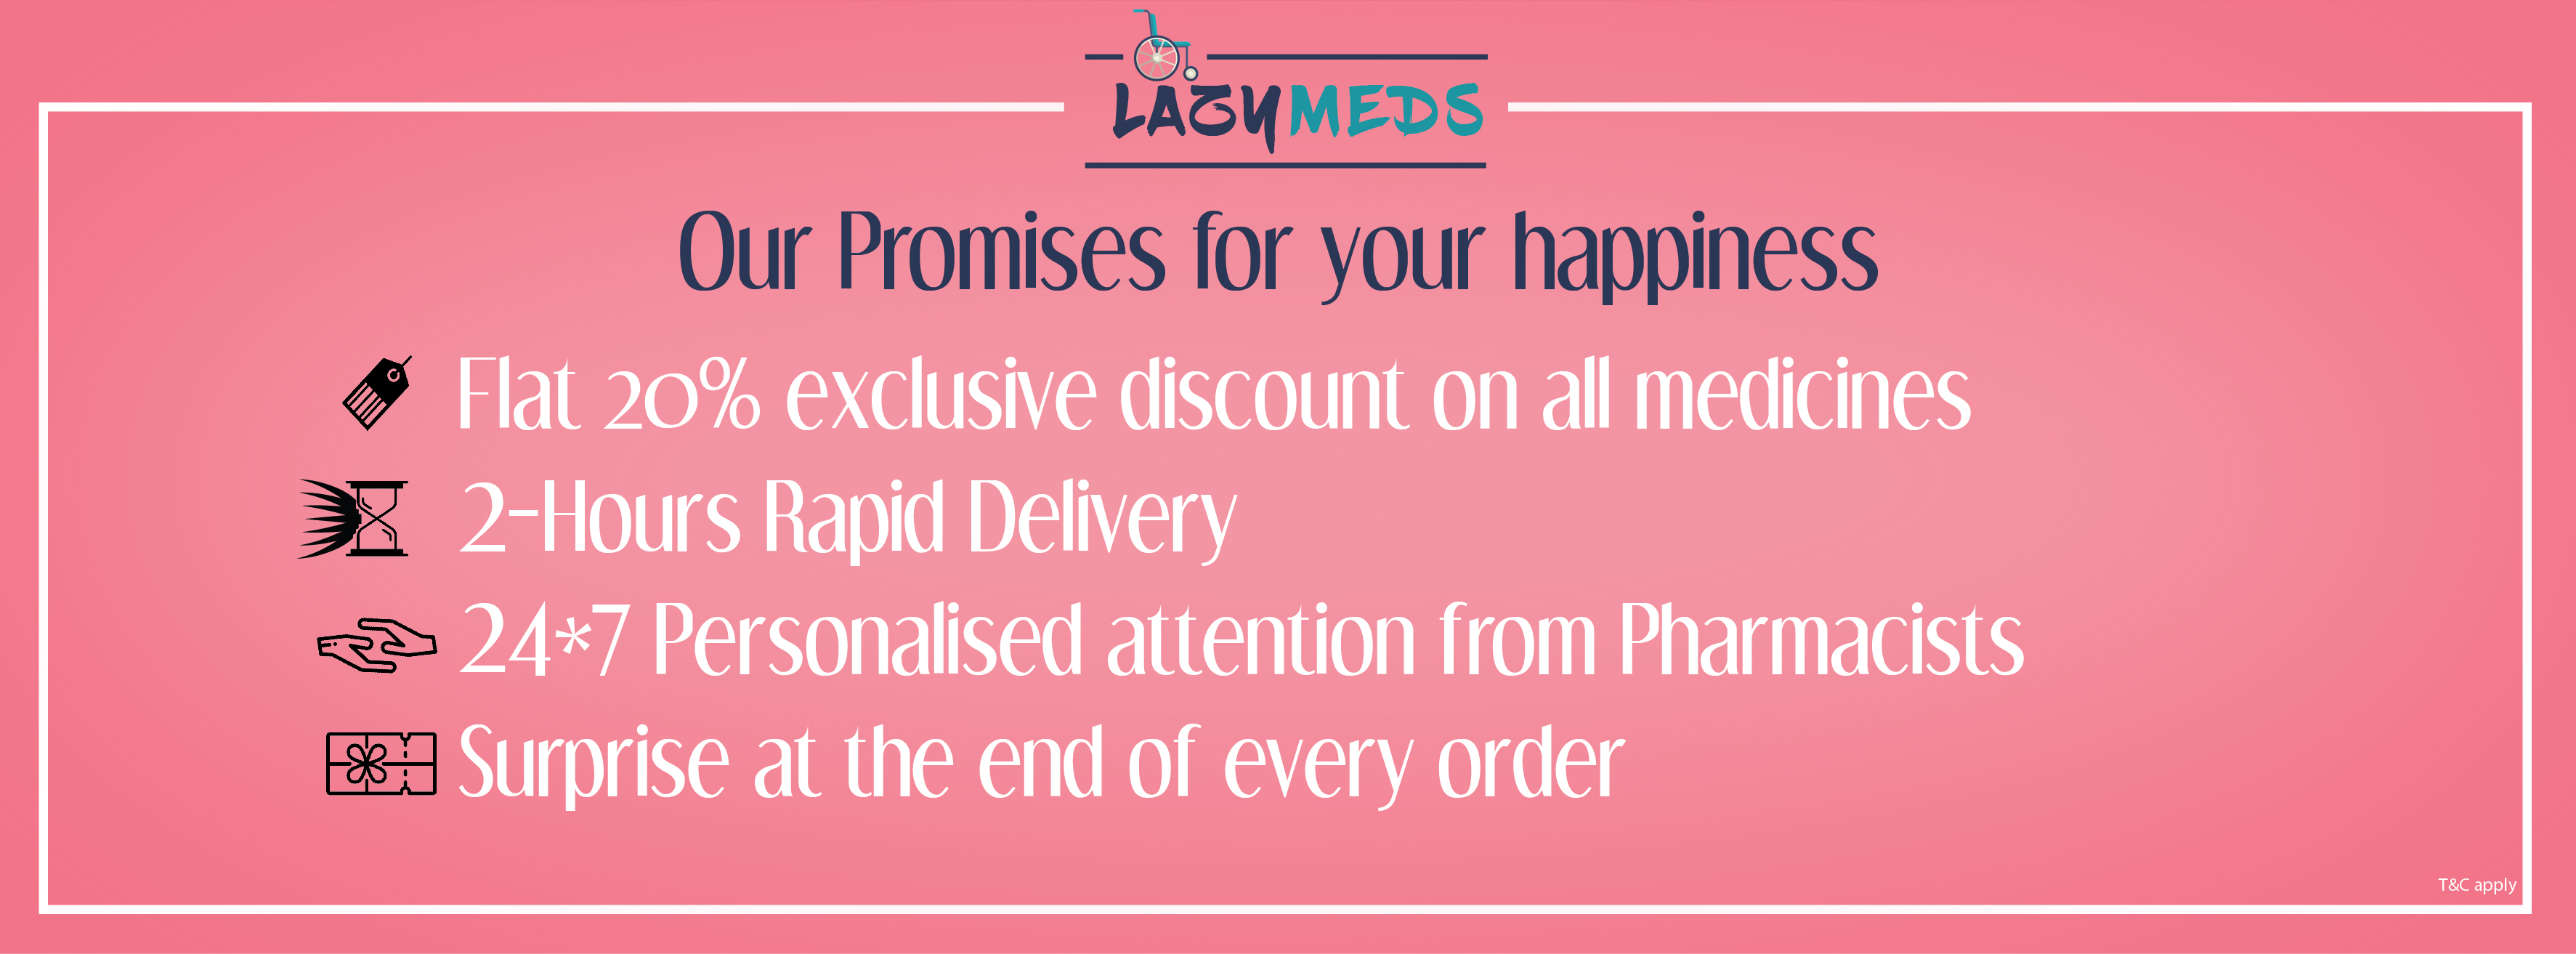 LAZYMEDS
Our Promises for your happiness
Flat 20% exclusive discount on all medicines
2-Hours Rapid Delivery
24*7 Personalised attention from Pharmacists
Surprise at the end of every order
T&C apply